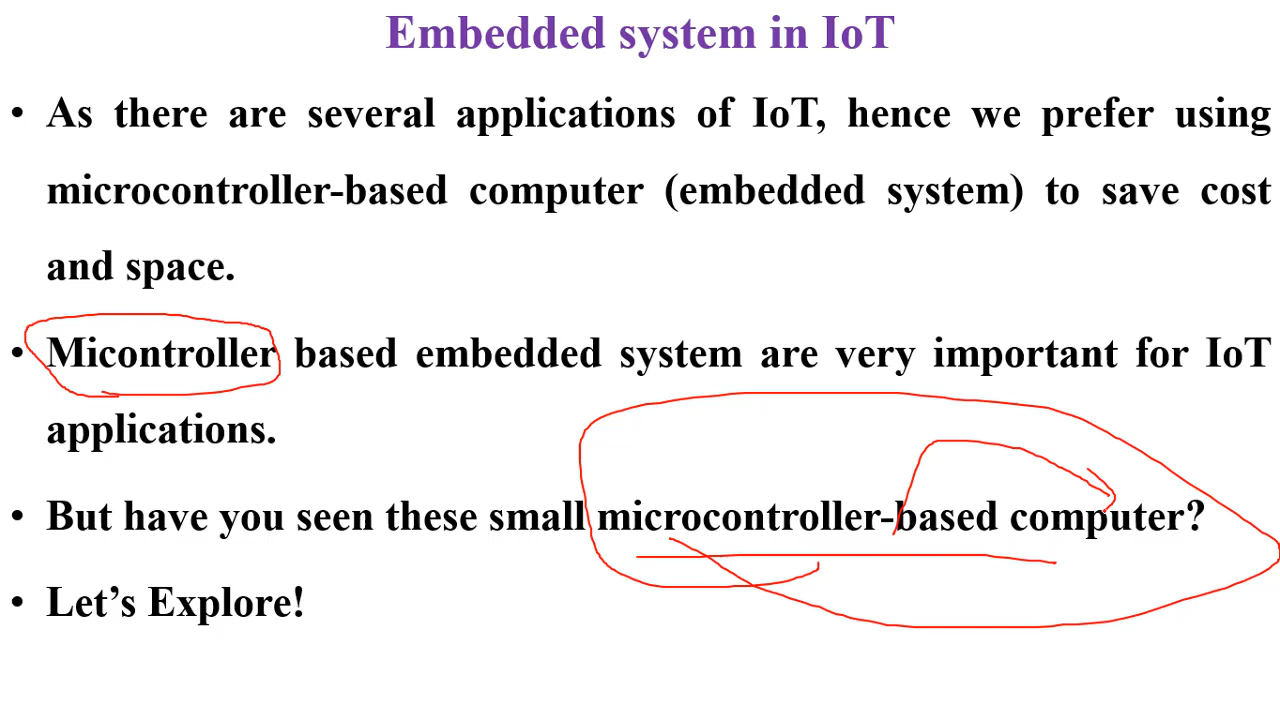 Embedded system in IoT
• As there are several applications of IoT, hence we prefer using
microcontroller-based computer (embedded system) to save cost
and space.
• Micontroller based embedded system are very important for IoT
applications.
• But have you seen these small microcontroller-based computer?
• Let’s Explore!